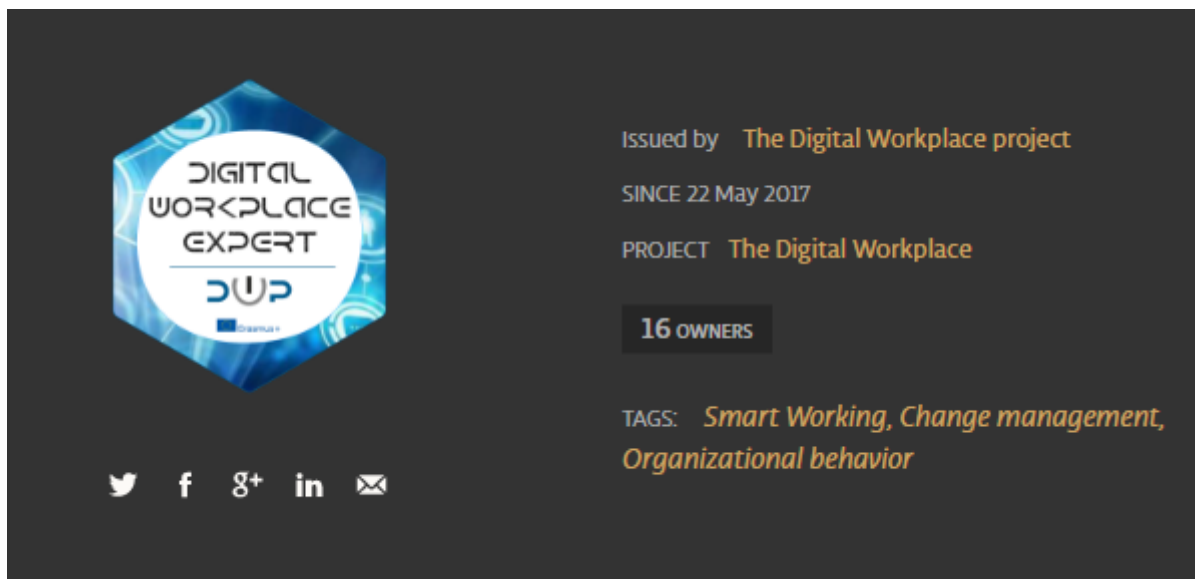 DIGITAL
WORKPLACE
EXPERT
DWP
Erasmus+
Issued by The Digital Workplace project
SINCE 22 May 2017
PROJECT The Digital Workplace
16 OWNERS
TAGS: Smart Working, Change management,
Organizational behavior
f g+ in